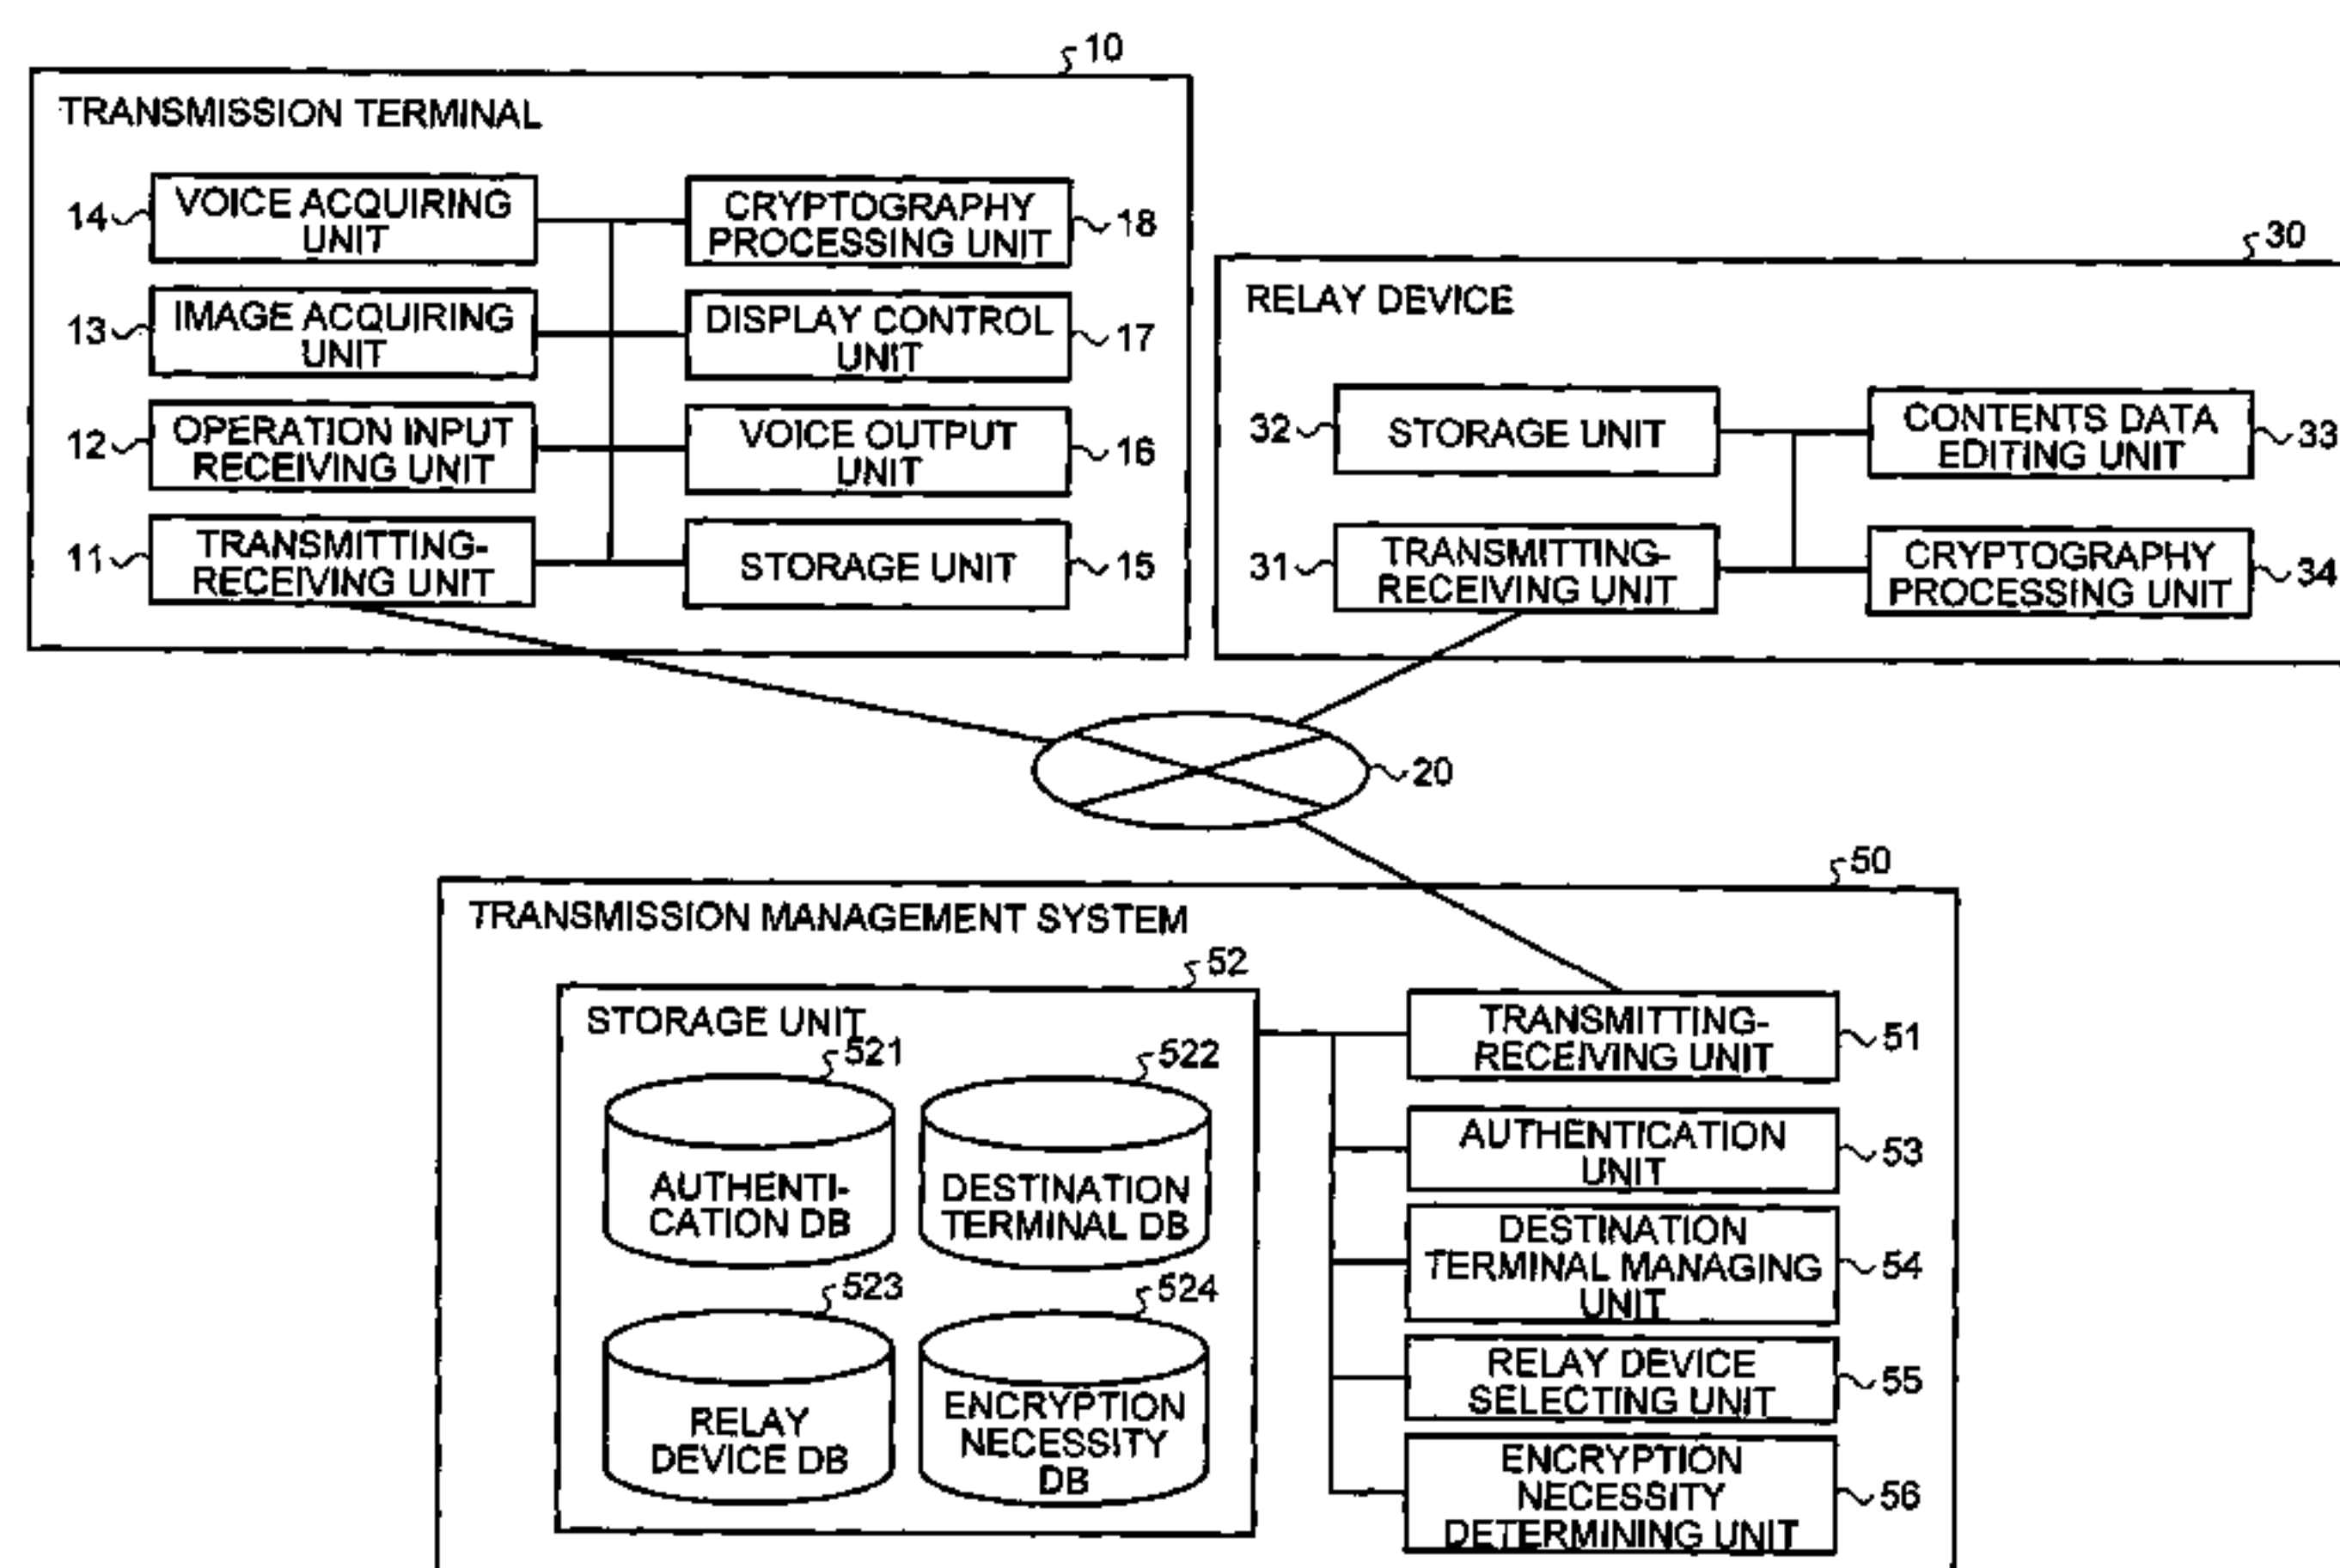 10
TRANSMISSION TERMINAL
14
VOICE ACQUIRING
UNIT
CRYPTOGRAPHY
PROCESSING UNIT
18
13
IMAGE ACQUIRING
UNIT
DISPLAY CONTROL
UNIT
17
12
OPERATION INPUT
RECEIVING UNIT
VOICE OUTPUT
UNIT
16
11
TRANSMITTING-
RECEIVING UNIT
STORAGE UNIT
15
30
RELAY DEVICE
32
STORAGE UNIT
CONTENTS DATA
EDITING UNIT
33
31
TRANSMITTING-
RECEIVING UNIT
CRYPTOGRAPHY
PROCESSING UNIT
34
20
50
TRANSMISSION MANAGEMENT SYSTEM
52
STORAGE UNIT
521
AUTHENTI-
CATION DB
522
DESTINATION
TERMINAL DB
523
RELAY
DEVICE DB
524
ENCRYPTION
NECESSITY
DB
TRANSMITTING-
RECEIVING UNIT
51
AUTHENTICATION
UNIT
53
DESTINATION
TERMINAL MANAGING
UNIT
54
RELAY DEVICE
SELECTING UNIT
55
ENCRYPTION
NECESSITY
DETERMINING UNIT
56